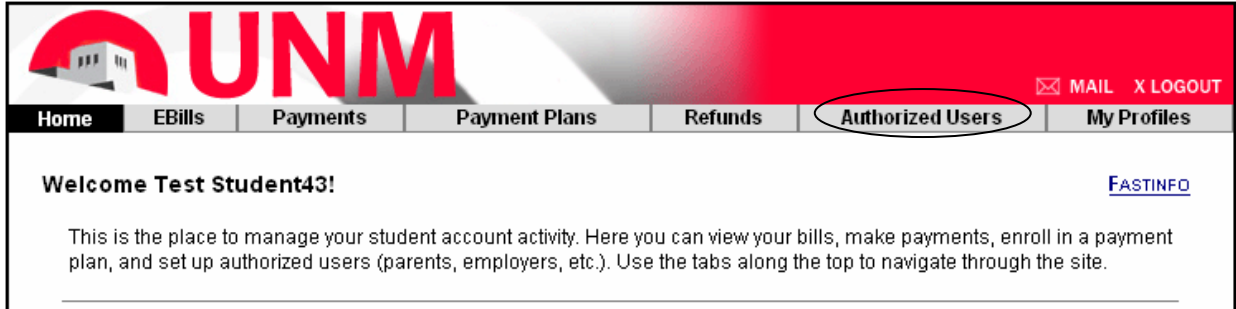 UNM
MAIL X LOGOUT
Home EBills Payments Payment Plans Refunds Authorized Users My Profiles
Welcome Test Student43! FASTINFO
This is the place to manage your student account activity. Here you can view your bills, make payments, enroll in a payment
plan, and set up authorized users (parents, employers, etc.). Use the tabs along the top to navigate through the site.